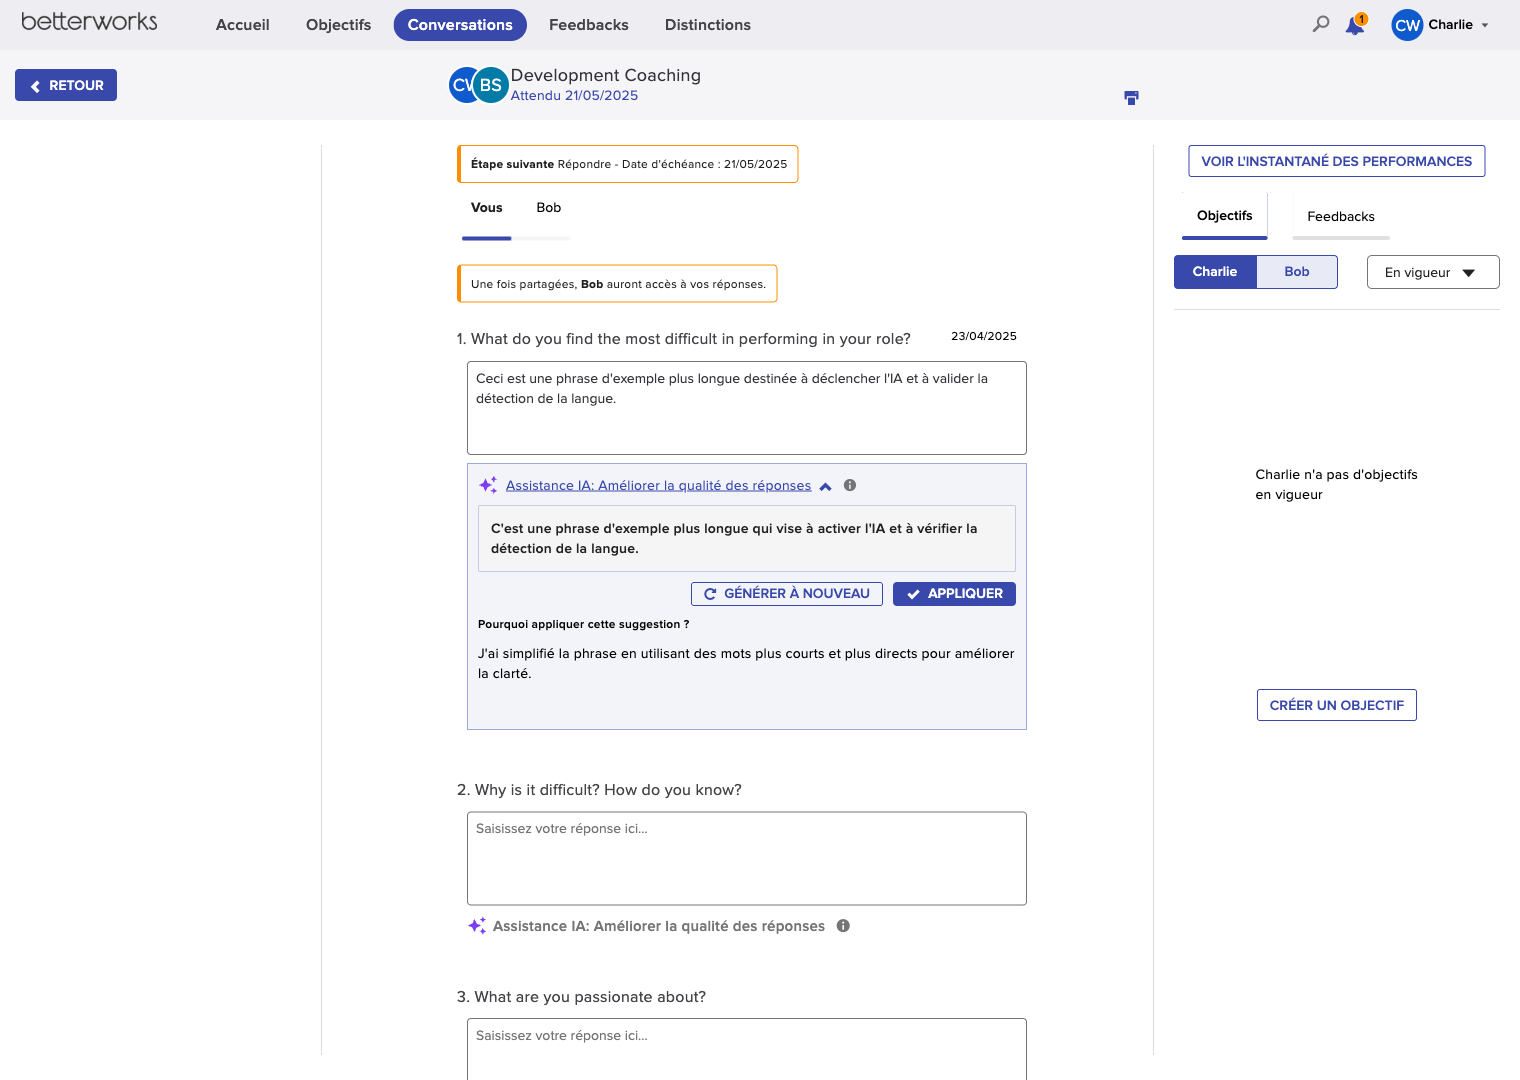 betterworks
Accueil
Objectifs
Conversations
Feedbacks
Distinctions
1
CW
Charlie
RETOUR
BS
Development Coaching
Attendu 21/05/2025
Étape suivante Répondre - Date d'échéance : 21/05/2025
Vous
Bob
Une fois partagées, Bob auront accès à vos réponses.
1. What do you find the most difficult in performing in your role?
23/04/2025
Ceci est une phrase d'exemple plus longue destinée à déclencher l'IA et à valider la
détection de la langue.
Assistance IA: Améliorer la qualité des réponses
C'est une phrase d'exemple plus longue qui vise à activer l'IA et à vérifier la
détection de la langue.
GÉNÉRER À NOUVEAU
APPLIQUER
Pourquoi appliquer cette suggestion ?
J'ai simplifié la phrase en utilisant des mots plus courts et plus directs pour améliorer
la clarté.
2. Why is it difficult? How do you know?
Saisissez votre réponse ici...
Assistance IA: Améliorer la qualité des réponses
3. What are you passionate about?
Saisissez votre réponse ici...
VOIR L'INSTANTANÉ DES PERFORMANCES
Objectifs
Feedbacks
Charlie
Bob
En vigueur
Charlie n'a pas d'objectifs
en vigueur
CRÉER UN OBJECTIF